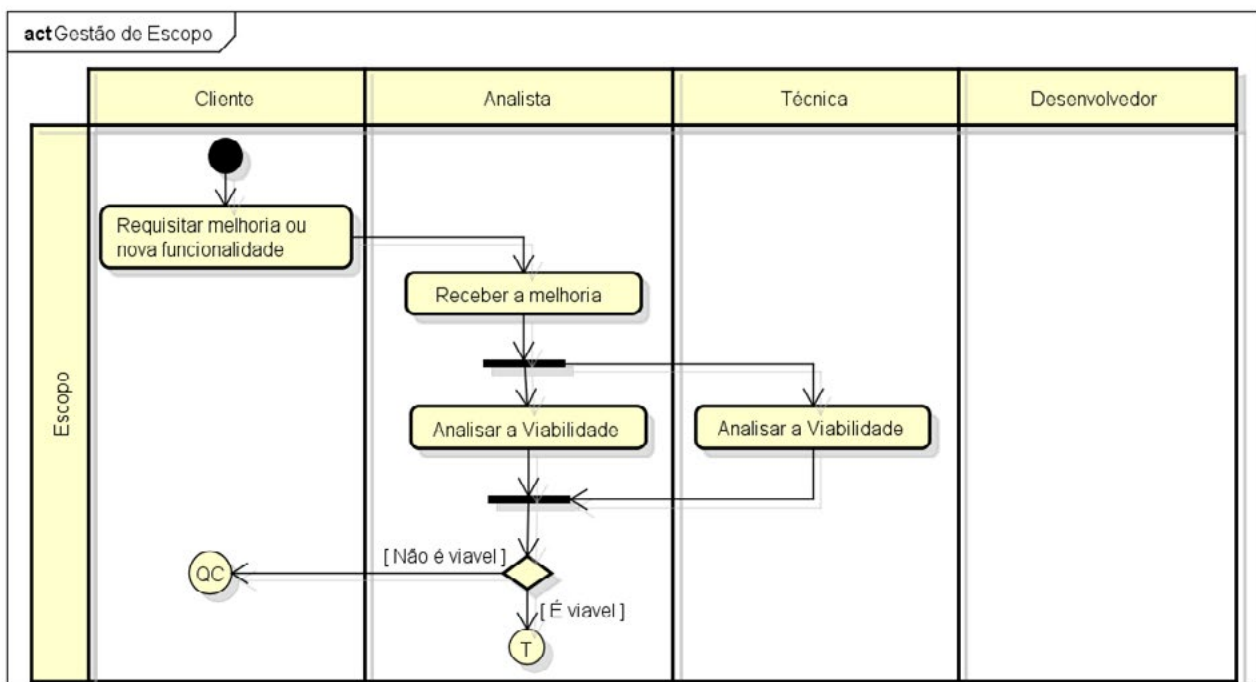 act Gestão de Escopo
Cliente
Analista
Técnica
Desenvolvedor
Escopo
Requisitar melhoria ou
nova funcionalidade
Receber a melhoria
Analisar a Viabilidade
Analisar a Viabilidade
[ Não é viavel ]
QC
[ É viavel ]
T